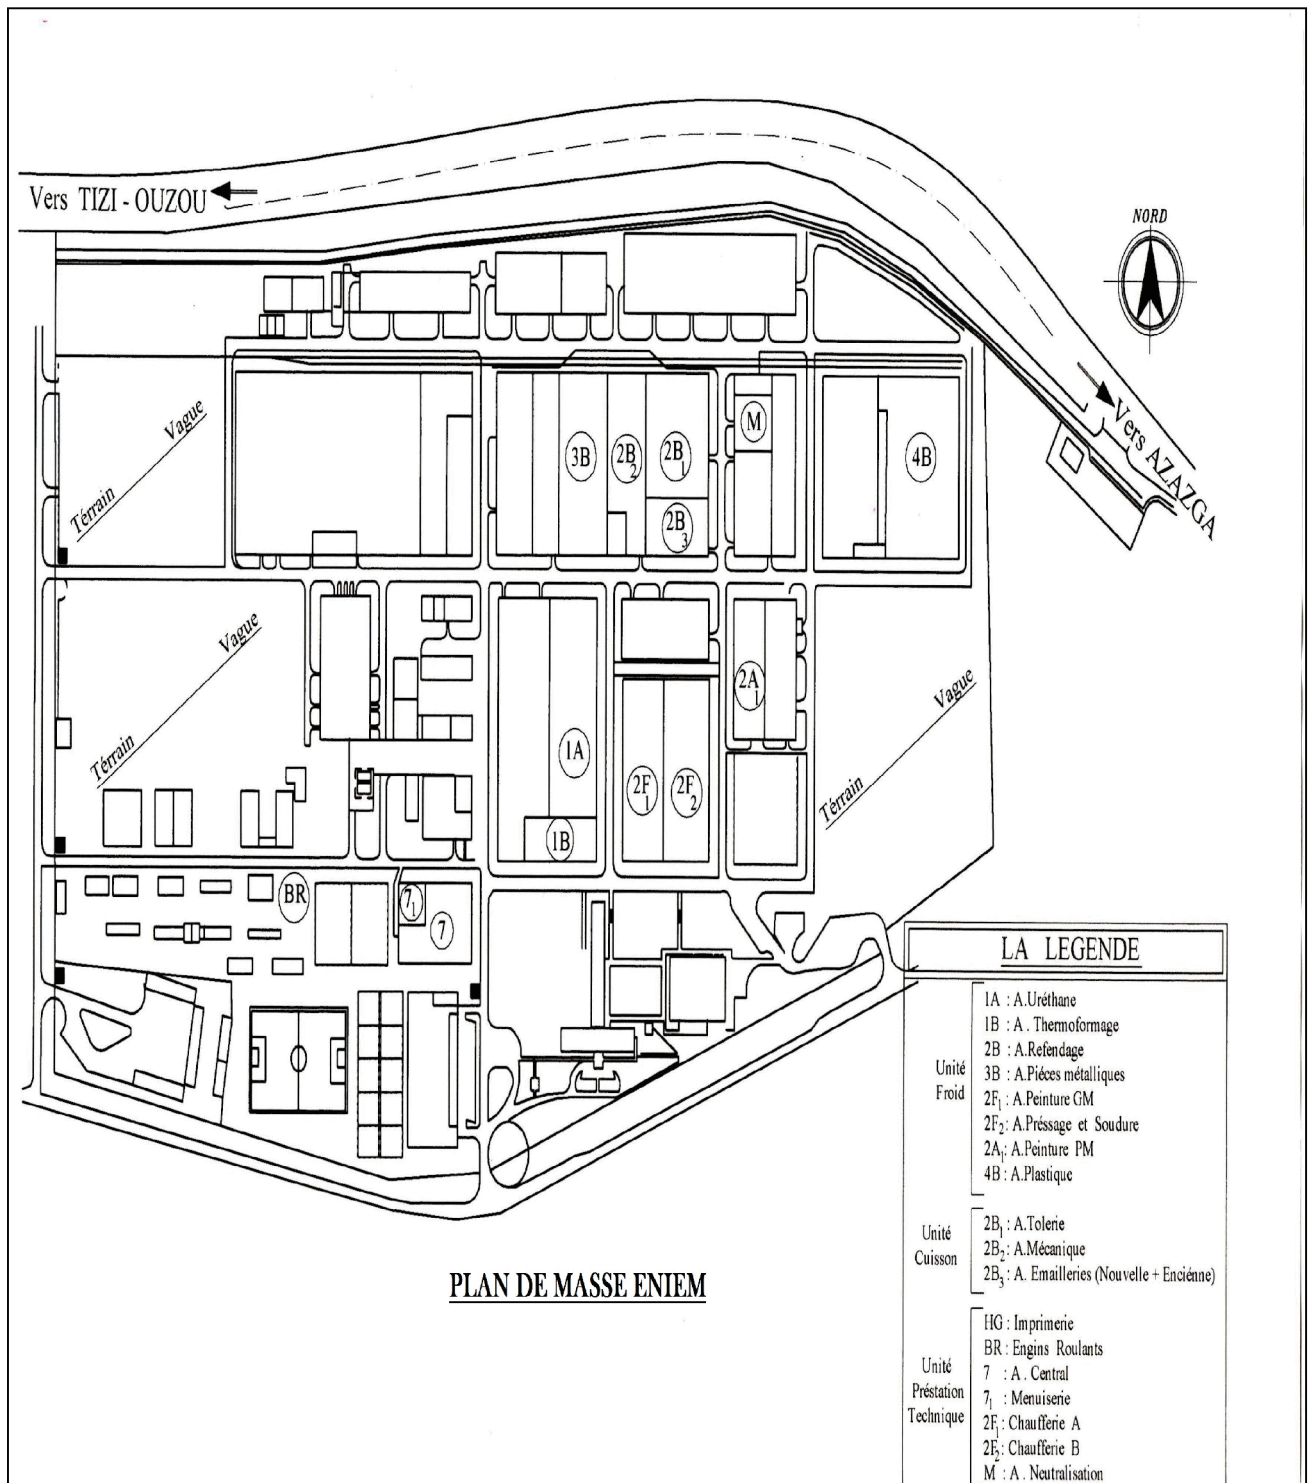 Vers TIZI - OUZOU
NORD
Vers AZAZGA
Térrain Vague
M
3B
2B2
2B1
4B
2B3
Térrain Vague
2A1
Térrain Vague
1A
2F1
2F2
1B
BR
71
7
LA LEGENDE
Unité Froid
1A : A.Uréthane
1B : A . Thermoformage
2B : A.Refendage
3B : A.Piéces métalliques
2F1 : A.Peinture GM
2F2 : A.Préssage et Soudure
2A1 : A.Peinture PM
4B : A.Plastique
Unité Cuisson
2B1 : A.Tolerie
2B2 : A.Mécanique
2B3 : A. Emailleries (Nouvelle + Enciénne)
PLAN DE MASSE ENIEM
Unité Préstation Technique
HG : Imprimerie
BR : Engins Roulants
7 : A . Central
71 : Menuiserie
2F1 : Chaufferie A
2F2 : Chaufferie B
M : A . Neutralisation